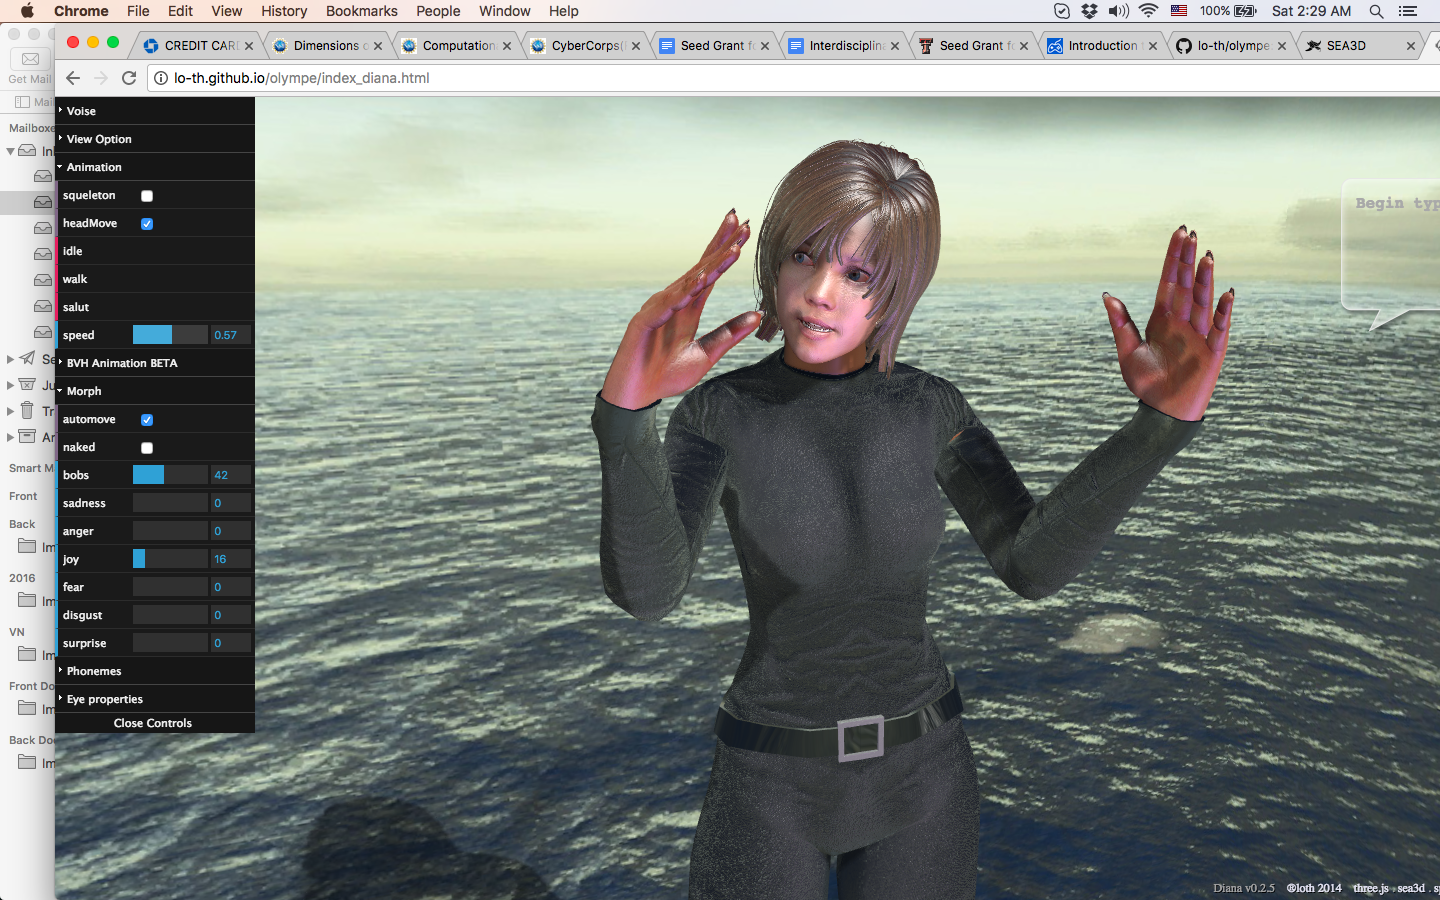 Chrome File Edit View History Bookmarks People Window Help 100% Sat 2:29 AM
CREDIT CAR Dimensions o Computation CyberCorps( Seed Grant fo Interdisciplina Seed Grant fo Introduction lo-th/olympe. SEA3D
Get Mail
lo-th.github.io/olympe/index_diana.html
Mai
Mailboxe
In
Se
Ju
Tr
Ar
Smart M
Front
Back
Im
2016
Im
VN
Im
Front Do
Im
Back Doo
Im
Voise
View Option
Animation
squeleton
headMove
idle
walk
salut
speed 0.57
BVH Animation BETA
Morph
automove
naked
bobs 42
sadness 0
anger 0
joy 16
fear 0
disgust 0
surprise 0
Phonemes
Eye properties
Close Controls
Begin typ
Diana v0.2.5 @loth 2014 three.js . sea3d . s